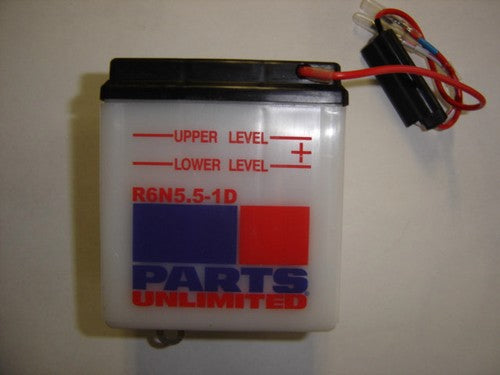 UPPER LEVEL
+
LOWER LEVEL
R6N5.5-1D
PARTS
UNLIMITED®